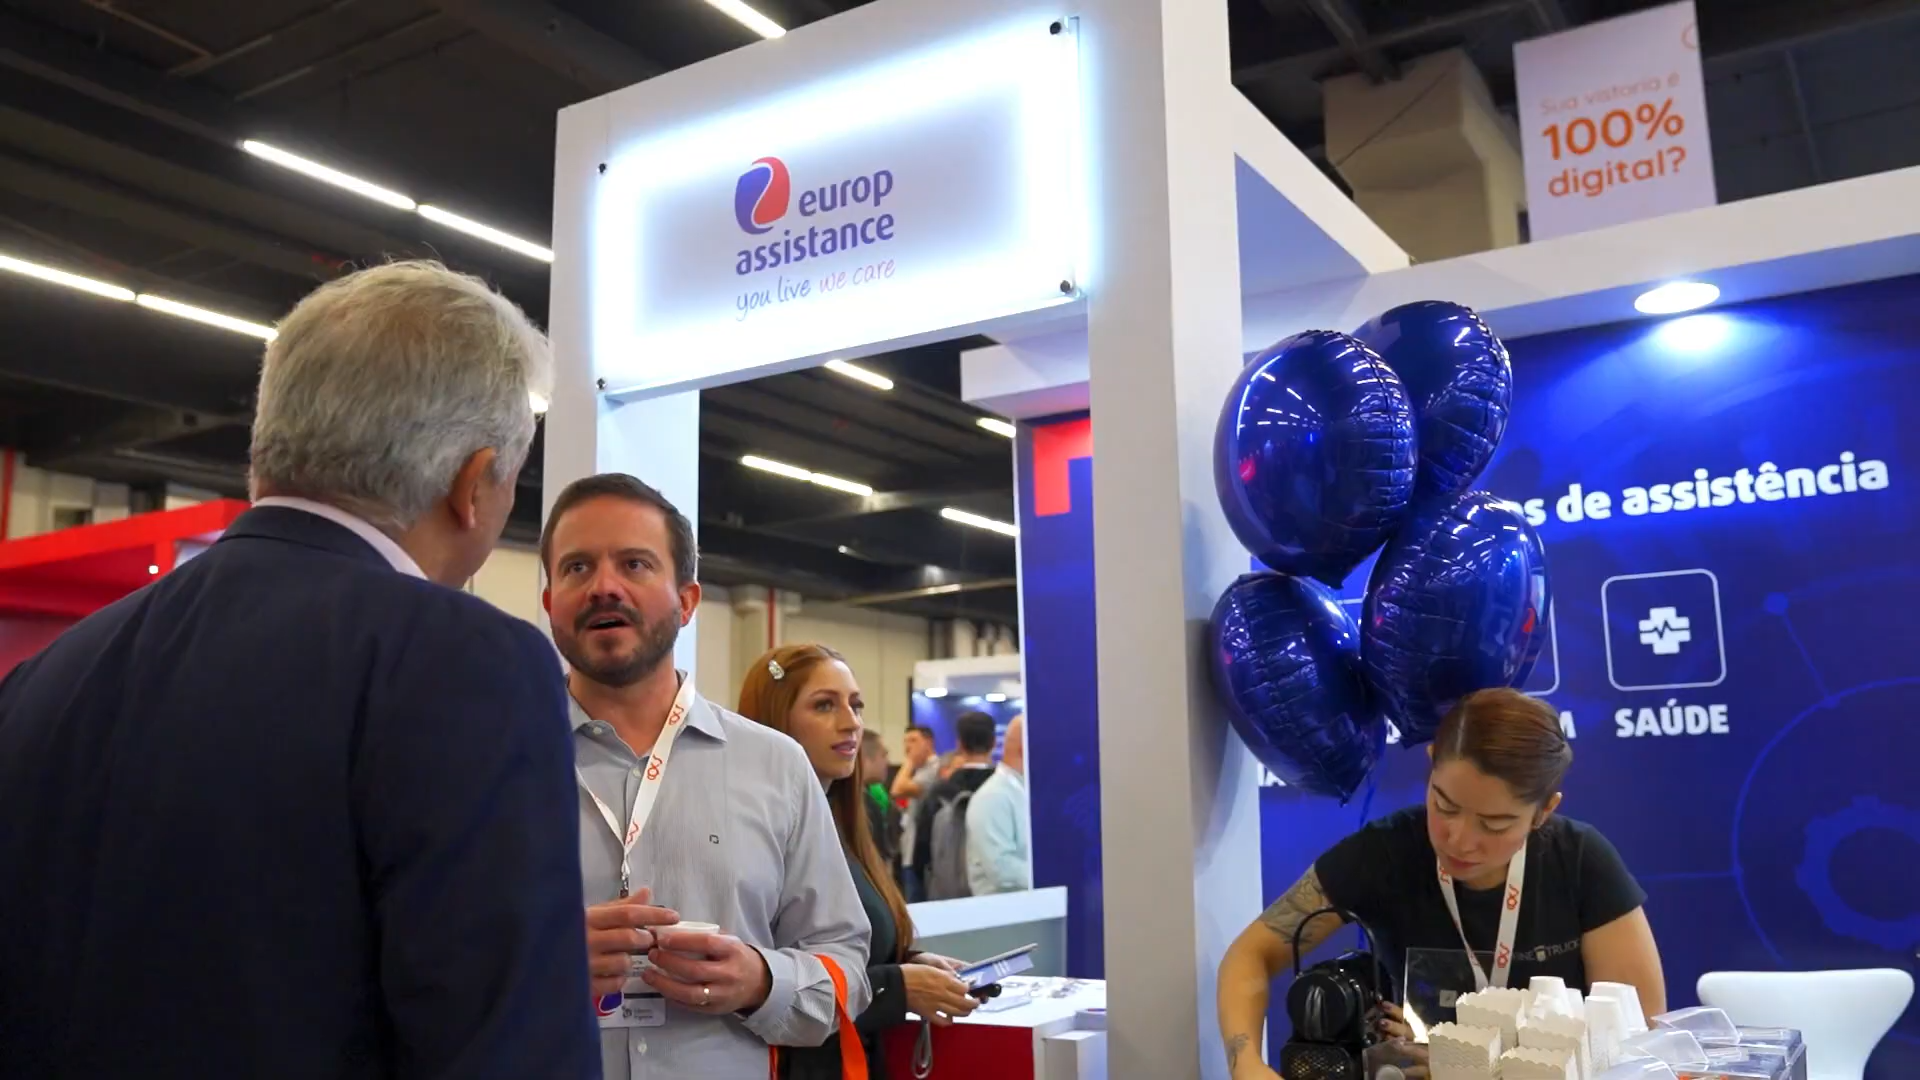 europ
assistance
you live we care
Sua vistoria é
100%
digital?
de assistência
SAÚDE